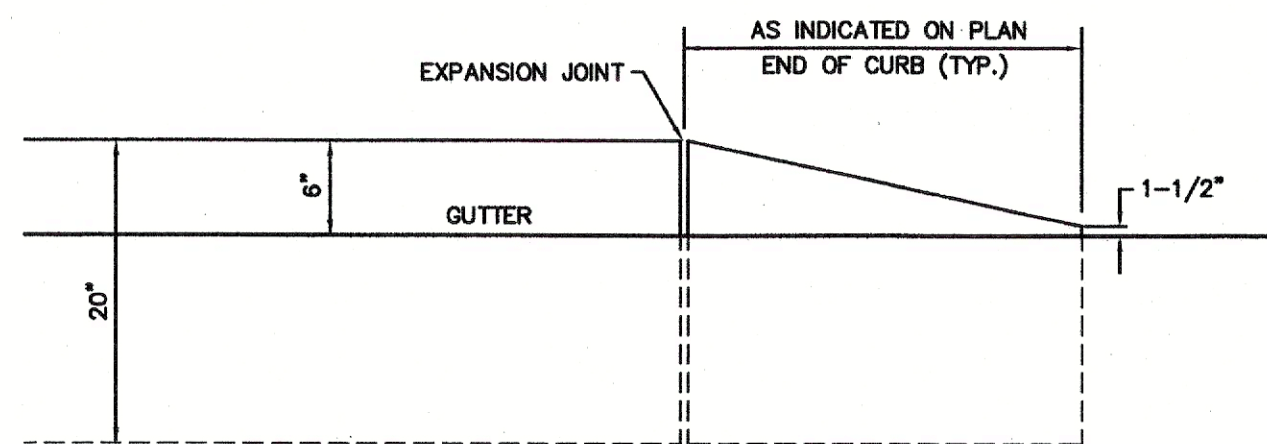 AS INDICATED ON PLAN
END OF CURB (TYP.)
EXPANSION JOINT
6"
GUTTER
1-1/2"
20"